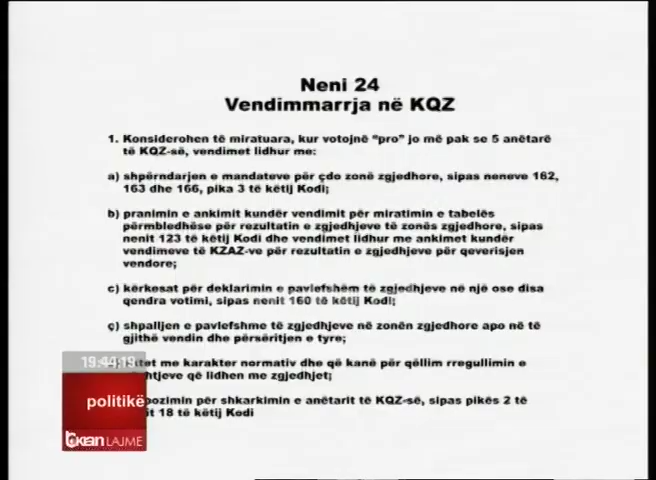 Neni 24
Vendimmarrja në KQZ
1. Konsiderohen të miratuara, kur votojnë "pro" jo më pak se 5 anëtarë
të KQZ-së, vendimet lidhur me:
a) shpërndarjen e mandateve për çdo zonë zgjedhore, sipas neneve 162,
163 dhe 166, pika 3 të këtij Kodi;
b) pranimin e ankimit kundër vendimit për miratimin e tabelës
përmbledhëse për rezultatin e zgjedhjeve të zonës zgjedhore, sipas
nenit 123 të këtij Kodi dhe vendimet lidhur me ankimet kundër
vendimeve të KZAZ-ve për rezultatin e zgjedhjeve për qeverisjen
vendore;
c) kërkesat për deklarimin e pavlefshëm të zgjedhjeve në një ose disa
qendra votimi, sipas nenit 160 të këtij Kodi;
ç) shpalljen e pavlefshme të zgjedhjeve në zonën zgjedhore apo në të
gjithë vendin dhe përsëritjen e tyre;
me karakter normativ dhe që kanë për qëllim rregullimin e
që lidhen me zgjedhjet;
për shkarkimin e anëtarit të KQZ-së, sipas pikës 2 të
18 të këtij Kodi
19:44:19
politikë
LAJME